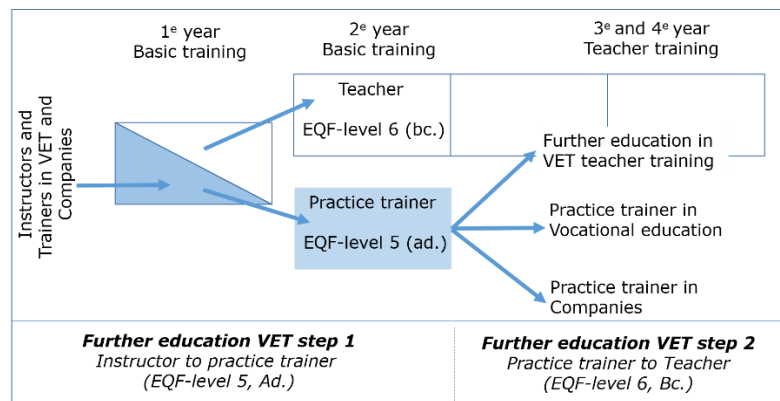 1e year
Basic training
2e year
Basic training
3e and 4e year
Teacher training
Instructors and
Trainers in VET and
Companies
Teacher
EQF-level 6 (bc.)
Practice trainer
EQF-level 5 (ad.)
Further education in
VET teacher training
Practice trainer in
Vocational education
Practice trainer in
Companies
Further education VET step 1
Instructor to practice trainer
(EQF-level 5, Ad.)
Further education VET step 2
Practice trainer to Teacher
(EQF-level 6, Bc.)